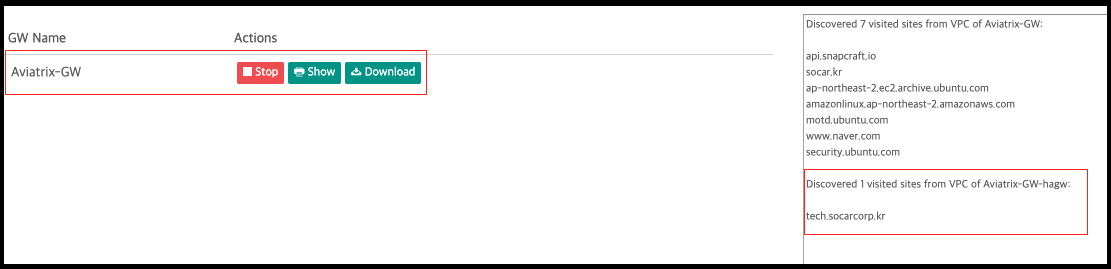 GW Name Actions
Aviatrix-GW Stop Show Download
Discovered 7 visited sites from VPC of Aviatrix-GW:
api.snapcraft.io
socar.kr
ap-northeast-2.ec2.archive.ubuntu.com
amazonlinux.ap-northeast-2.amazonaws.com
motd.ubuntu.com
www.naver.com
security.ubuntu.com
Discovered 1 visited sites from VPC of Aviatrix-GW-hagw:
tech.socarcorp.kr